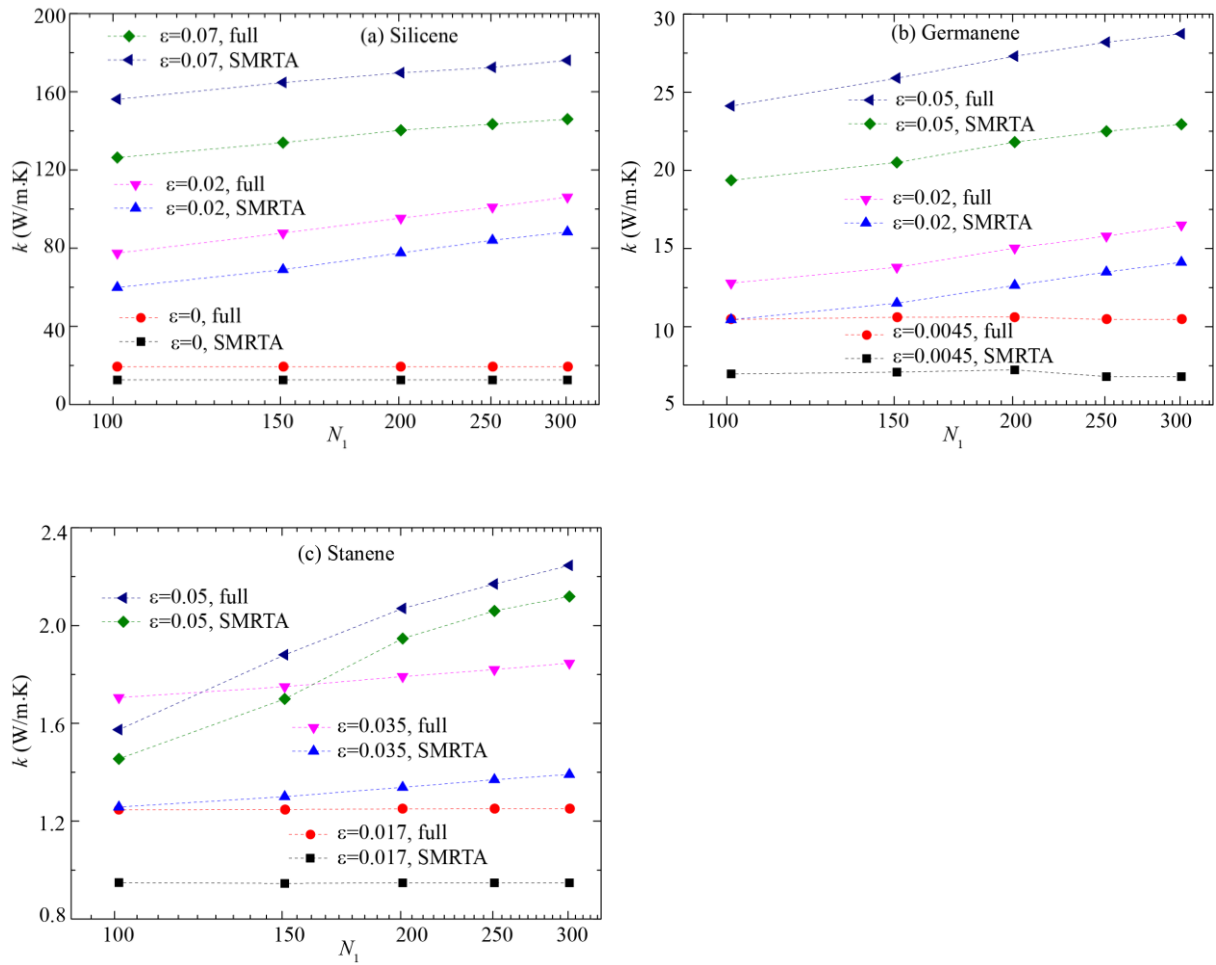 (a) Silicene
k (W/m·K)
200
160
120
80
40
0
ε=0.07, full
ε=0.07, SMRTA
ε=0.02, full
ε=0.02, SMRTA
ε=0, full
ε=0, SMRTA
100 150 200 250 300
N1
(b) Germanene
k (W/m·K)
30
25
20
15
10
5
ε=0.05, full
ε=0.05, SMRTA
ε=0.02, full
ε=0.02, SMRTA
ε=0.0045, full
ε=0.0045, SMRTA
100 150 200 250 300
N1
(c) Stanene
k (W/m·K)
2.4
2.0
1.6
1.2
0.8
ε=0.05, full
ε=0.05, SMRTA
ε=0.035, full
ε=0.035, SMRTA
ε=0.017, full
ε=0.017, SMRTA
100 150 200 250 300
N1